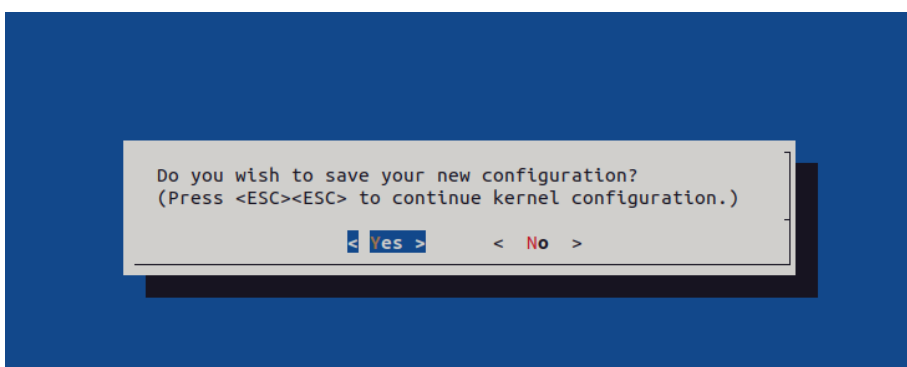 Do you wish to save your new configuration?
(Press <ESC><ESC> to continue kernel configuration.)
< Yes > < No >